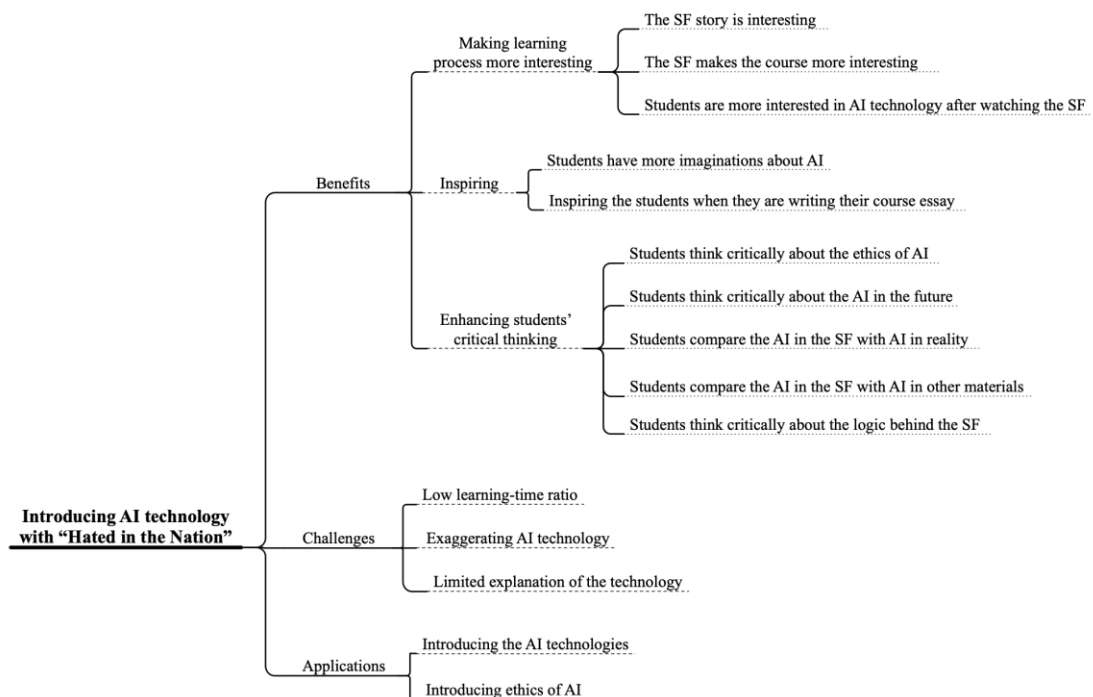 The SF story is interesting
Making learning
process more interesting
The SF makes the course more interesting
Students are more interested in AI technology after watching the SF
Students have more imaginations about AI
Benefits
Inspiring
Inspiring the students when they are writing their course essay
Students think critically about the ethics of AI
Students think critically about the AI in the future
Enhancing students'
critical thinking
Students compare the AI in the SF with AI in reality
Students compare the AI in the SF with AI in other materials
Students think critically about the logic behind the SF
Introducing AI technology
with “Hated in the Nation”
Low learning-time ratio
Challenges
Exaggerating AI technology
Limited explanation of the technology
Introducing the AI technologies
Applications
Introducing ethics of AI